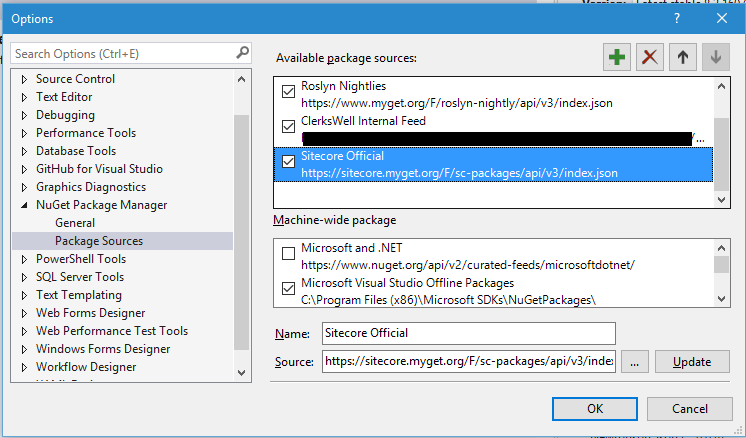 Options
?
Search Options (Ctrl+E)
Source Control
Text Editor
Debugging
Performance Tools
Database Tools
GitHub for Visual Studio
Graphics Diagnostics
NuGet Package Manager
General
Package Sources
PowerShell Tools
SQL Server Tools
Text Templating
Web Forms Designer
Web Performance Test Tools
Windows Forms Designer
Workflow Designer
Available package sources:
Roslyn Nightlies
https://www.myget.org/F/roslyn-nightly/api/v3/index.json
ClerksWell Internal Feed
/...
Sitecore Official
https://sitecore.myget.org/F/sc-packages/api/v3/index.json
Machine-wide package
Microsoft and .NET
https://www.nuget.org/api/v2/curated-feeds/microsoftdotnet/
Microsoft Visual Studio Offline Packages
C:\Program Files (x86)\Microsoft SDKs\NuGetPackages\
Name: Sitecore Official
Source: https://sitecore.myget.org/F/sc-packages/api/v3/inde
... Update
OK Cancel